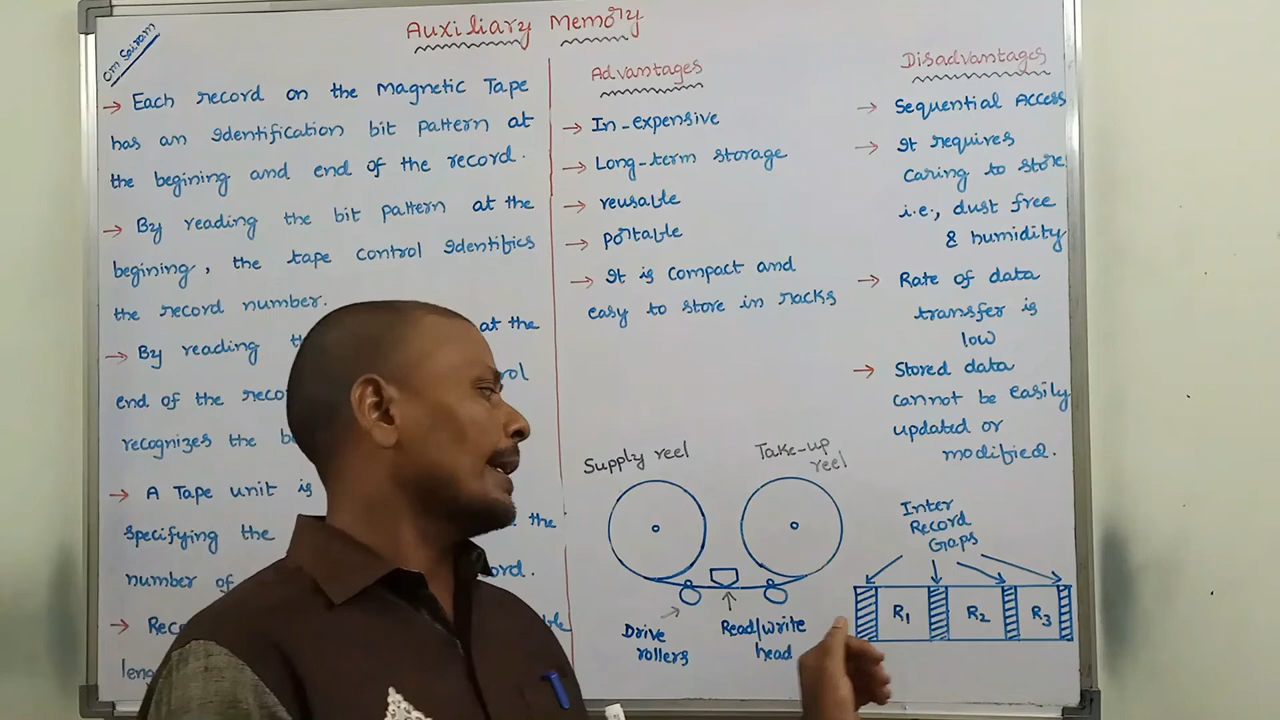 Om Sairam
Auxiliary Memory
→ Each record on the magnetic Tape
has an Identification bit pattern at
the begining and end of the record.
→ By reading the bit pattern at the
begining, the tape control Identifies
the record number.
→ By reading at the
end of the
recognizes the
→ A Tape unit is
specifying the the
number of
→
Advantages
→ In-expensive
→ Long-term storage
→ reusable
→ portable
→ It is compact and
easy to store in racks
Disadvantages
→ Sequential Access
→ It requires
caring to store
i.e., dust free
& humidity
→ Rate of data
transfer is
low
→ Stored data
cannot be easily
updated or
modified.
Supply reel
Take-up
reel
Drive
rollers
Read/write
head
Inter
Record
Gaps
R1 R2 R3